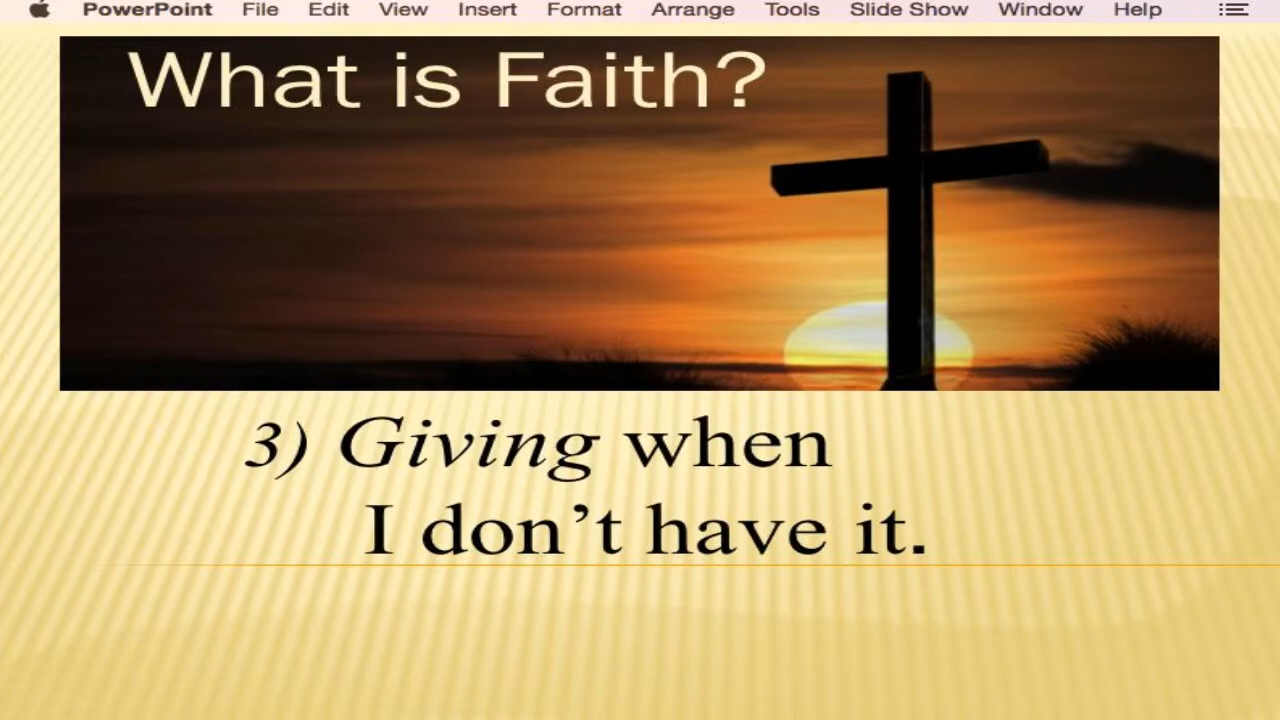 PowerPoint File Edit View Insert Format Arrange Tools Slide Show Window Help
What is Faith?
3) Giving when
I don’t have it.